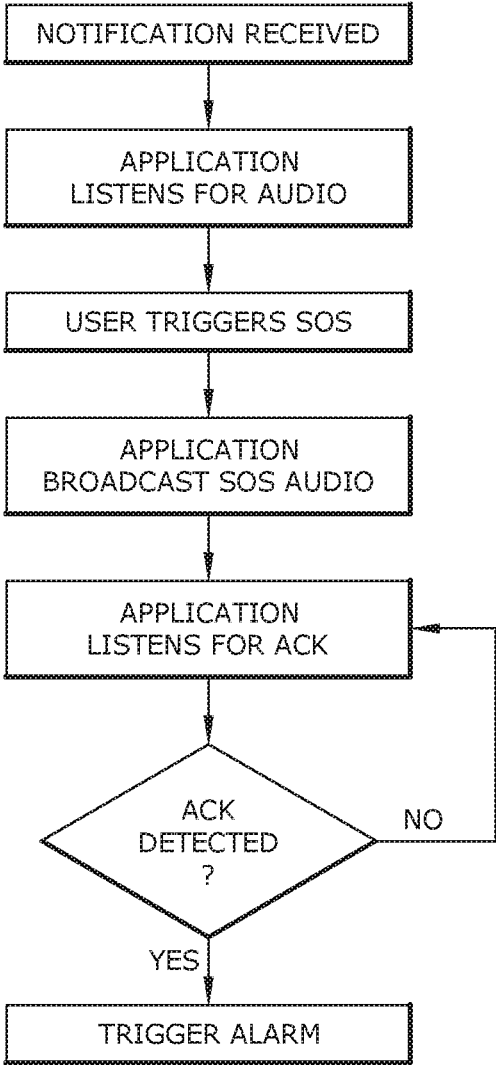 NOTIFICATION RECEIVED
APPLICATION
LISTENS FOR AUDIO
USER TRIGGERS SOS
APPLICATION
BROADCAST SOS AUDIO
APPLICATION
LISTENS FOR ACK
ACK
DETECTED
?
NO
YES
TRIGGER ALARM